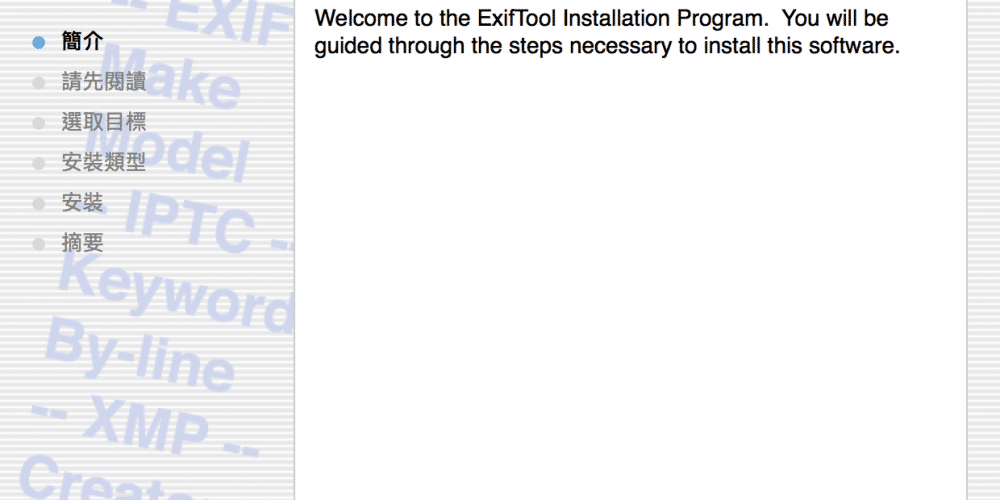 簡介
請先閱讀
選取目標
安裝類型
安裝
摘要
Welcome to the ExifTool Installation Program.  You will be
guided through the steps necessary to install this software.
-- EXIF
Make
Model
-- IPTC --
Keyword
By-line
-- XMP --